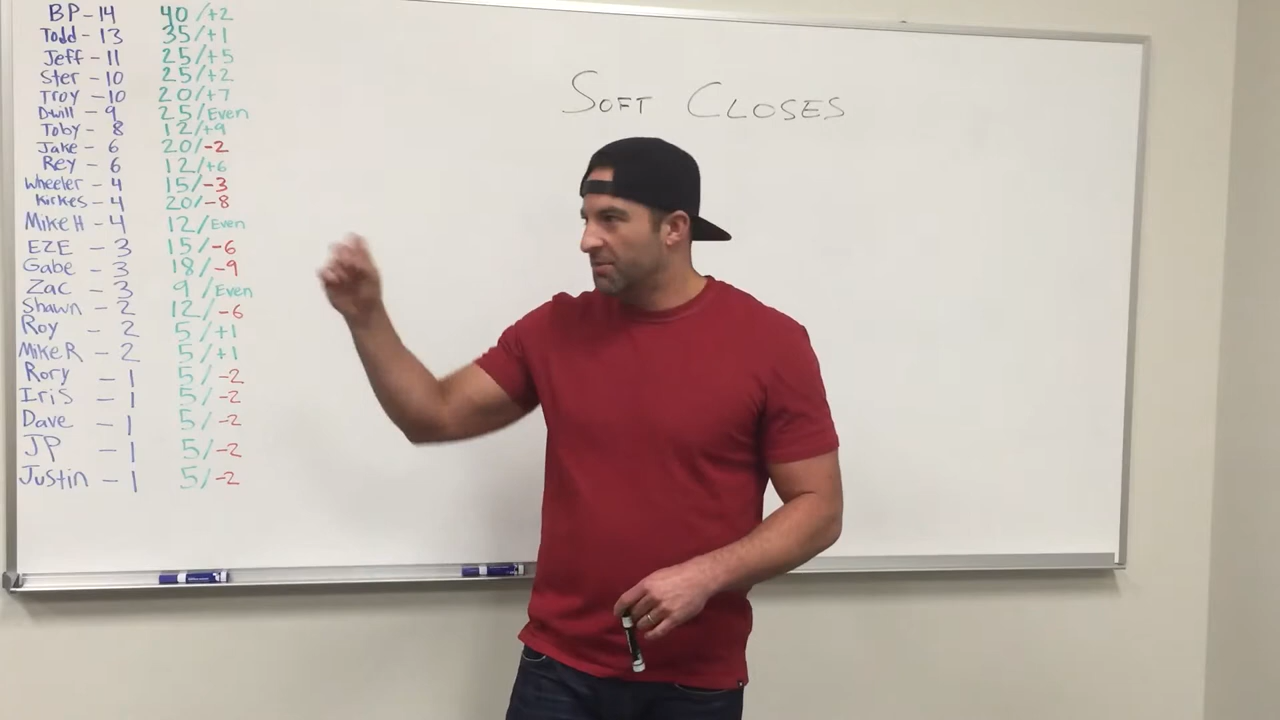 BP - 14 40/+2
Todd - 13 35/+1
Jeff - 11 25/+5
Ster - 10 25/+2
Troy - 10 20/+7
Dwill - 9 25/Even
Toby - 8 12/+9
Jake - 6 20/-2
Rey - 6 12/+6
Wheeler - 4 15/-3
Kirkes - 4 20/-8
Mike H - 4 12/Even
EZE - 3 15/-6
Gabe - 3 18/-9
Zac - 3 9/Even
Shawn - 2 12/-6
Roy - 2 5/+1
Mike R - 2 5/+1
Rory - 1 5/-2
Iris - 1 5/-2
Dave - 1 5/-2
JP - 1 5/-2
Justin - 1 5/-2
SOFT CLOSES